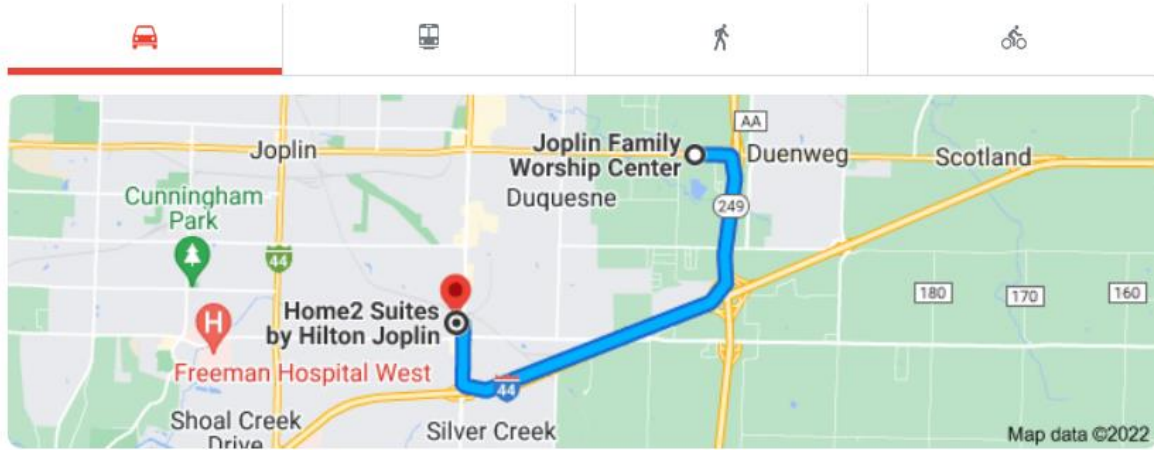 Joplin
Joplin Family
Worship Center
AA
Duenweg
Scotland
Duquesne
Cunningham
Park
249
44
180
170
160
Home2 Suites
by Hilton Joplin
H
Freeman Hospital West
44
Shoal Creek
Drive
Silver Creek
Map data ©2022